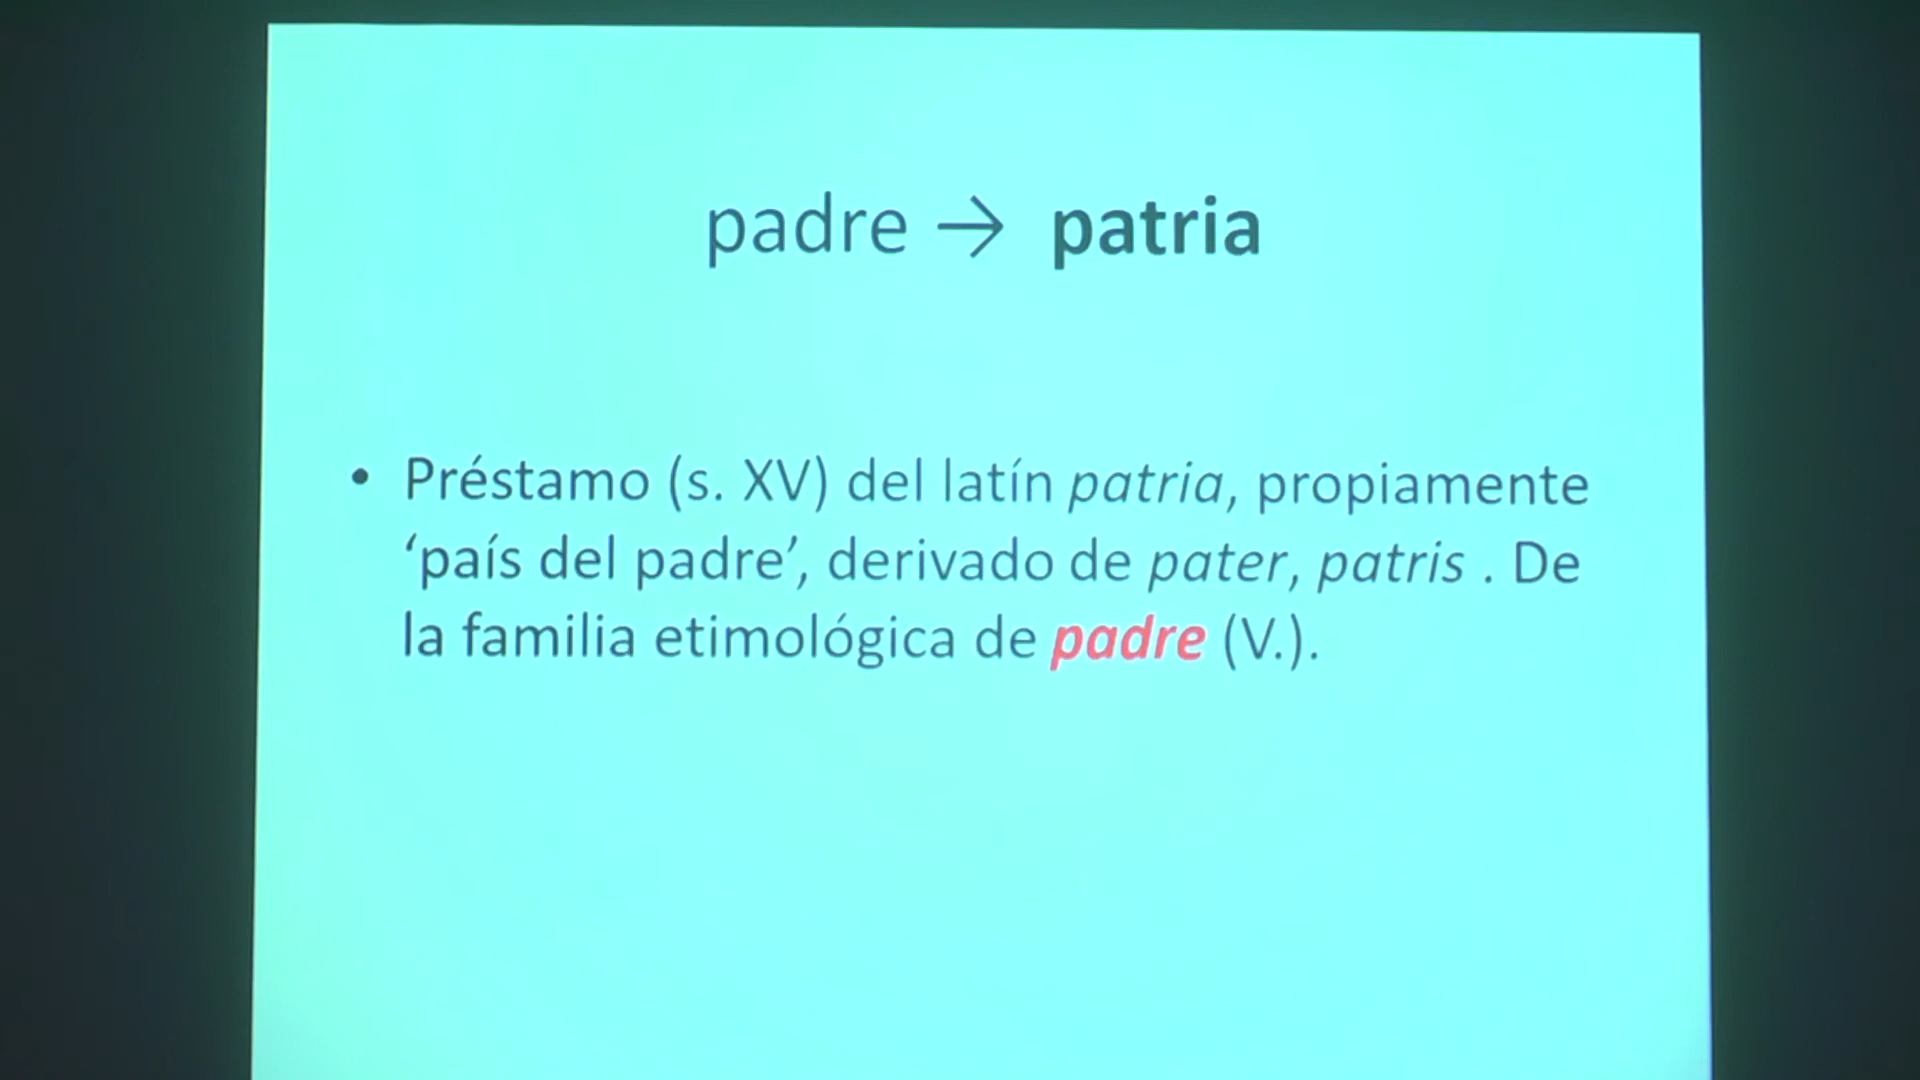 padre → patria
• Préstamo (s. XV) del latín patria, propiamente
‘país del padre’, derivado de pater, patris . De
la familia etimológica de padre (V.).